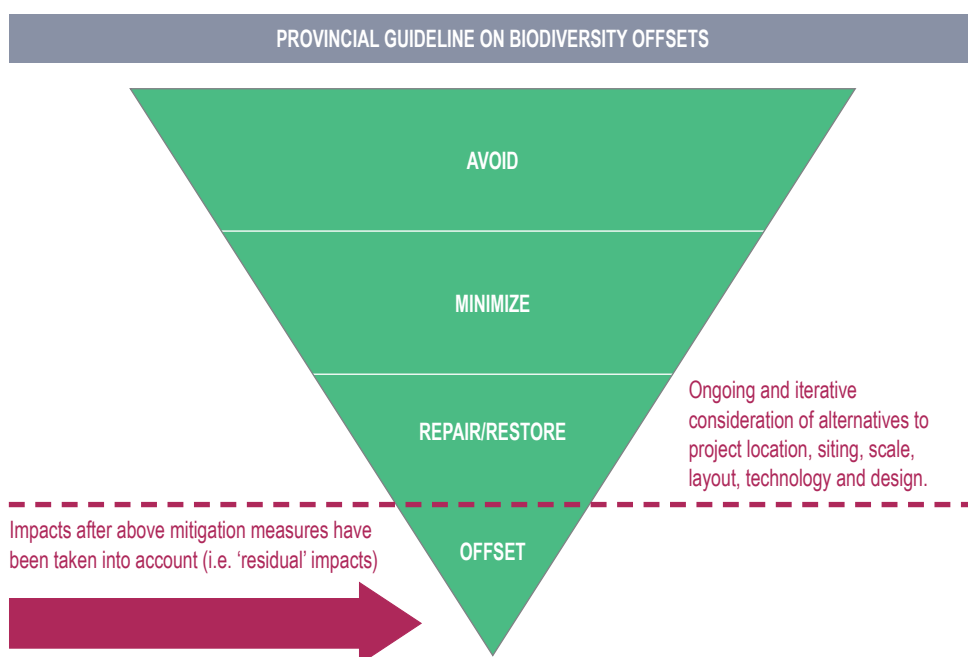 PROVINCIAL GUIDELINE ON BIODIVERSITY OFFSETS
AVOID
MINIMIZE
REPAIR/RESTORE
Ongoing and iterative
consideration of alternatives to
project location, siting, scale,
layout, technology and design.
Impacts after above mitigation measures have
been taken into account (i.e. ‘residual’ impacts)
OFFSET